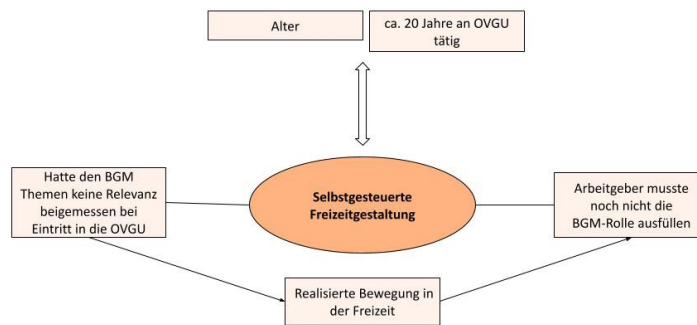 Alter
ca. 20 Jahre an OVGU
tätig
Hatte den BGM
Themen keine Relevanz
beigemessen bei
Eintritt in die OVGU
Selbstgesteuerte
Freizeitgestaltung
Arbeitgeber musste
noch nicht die
BGM-Rolle ausfüllen
Realisierte Bewegung in
der Freizeit